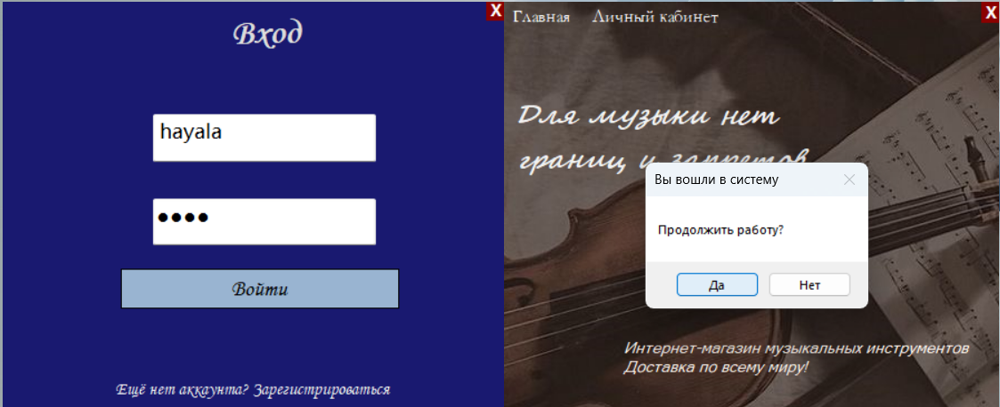 Вход
X
hayala
••••
Войти
Ещё нет аккаунта? Зарегистрироваться
Главная Личный кабинет
X
Для музыки нет
границ и запретов
Вы вошли в систему
Продолжить работу?
Да Нет
Интернет-магазин музыкальных инструментов
Доставка по всему миру!